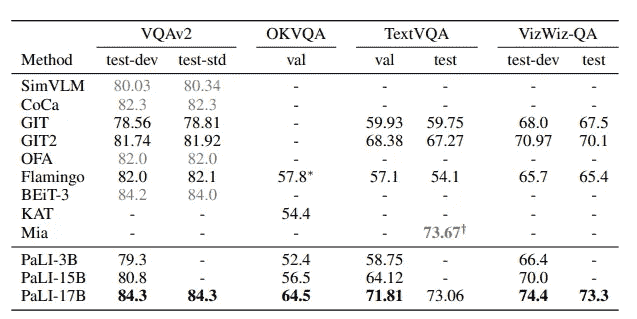 VQAv2 OKVQA TextVQA VizWiz-QA
Method test-dev test-std val val test test-dev test
SimVLM 80.03 80.34 - - - - -
CoCa 82.3 82.3 - - - - -
GIT 78.56 78.81 - 59.93 59.75 68.0 67.5
GIT2 81.74 81.92 - 68.38 67.27 70.97 70.1
OFA 82.0 82.0 - - - - -
Flamingo 82.0 82.1 57.8* 57.1 54.1 65.7 65.4
BEiT-3 84.2 84.0 - - - - -
KAT - - 54.4 - - - -
Mia - - - - 73.67† - -
PaLI-3B 79.3 - 52.4 58.75 - 66.4 -
PaLI-15B 80.8 - 56.5 64.12 - 70.0 -
PaLI-17B 84.3 84.3 64.5 71.81 73.06 74.4 73.3